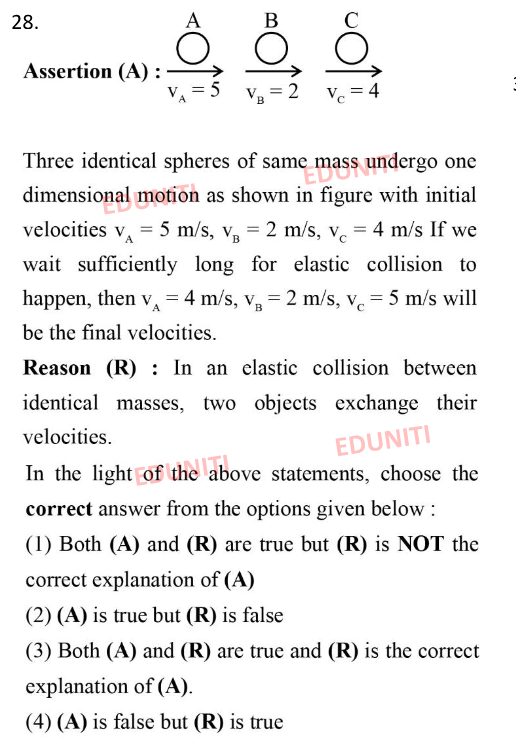 28.
A B C
Assertion (A) :
v_A = 5 v_B = 2 v_C = 4
Three identical spheres of same mass undergo one
dimensional motion as shown in figure with initial
velocities v_A = 5 m/s, v_B = 2 m/s, v_C = 4 m/s If we
wait sufficiently long for elastic collision to
happen, then v_A = 4 m/s, v_B = 2 m/s, v_C = 5 m/s will
be the final velocities.
Reason (R) : In an elastic collision between
identical masses, two objects exchange their
velocities.
In the light of the above statements, choose the
correct answer from the options given below :
(1) Both (A) and (R) are true but (R) is NOT the
correct explanation of (A)
(2) (A) is true but (R) is false
(3) Both (A) and (R) are true and (R) is the correct
explanation of (A).
(4) (A) is false but (R) is true
EDUNITI
EDUNITI
EDUNITI
EDUNITI